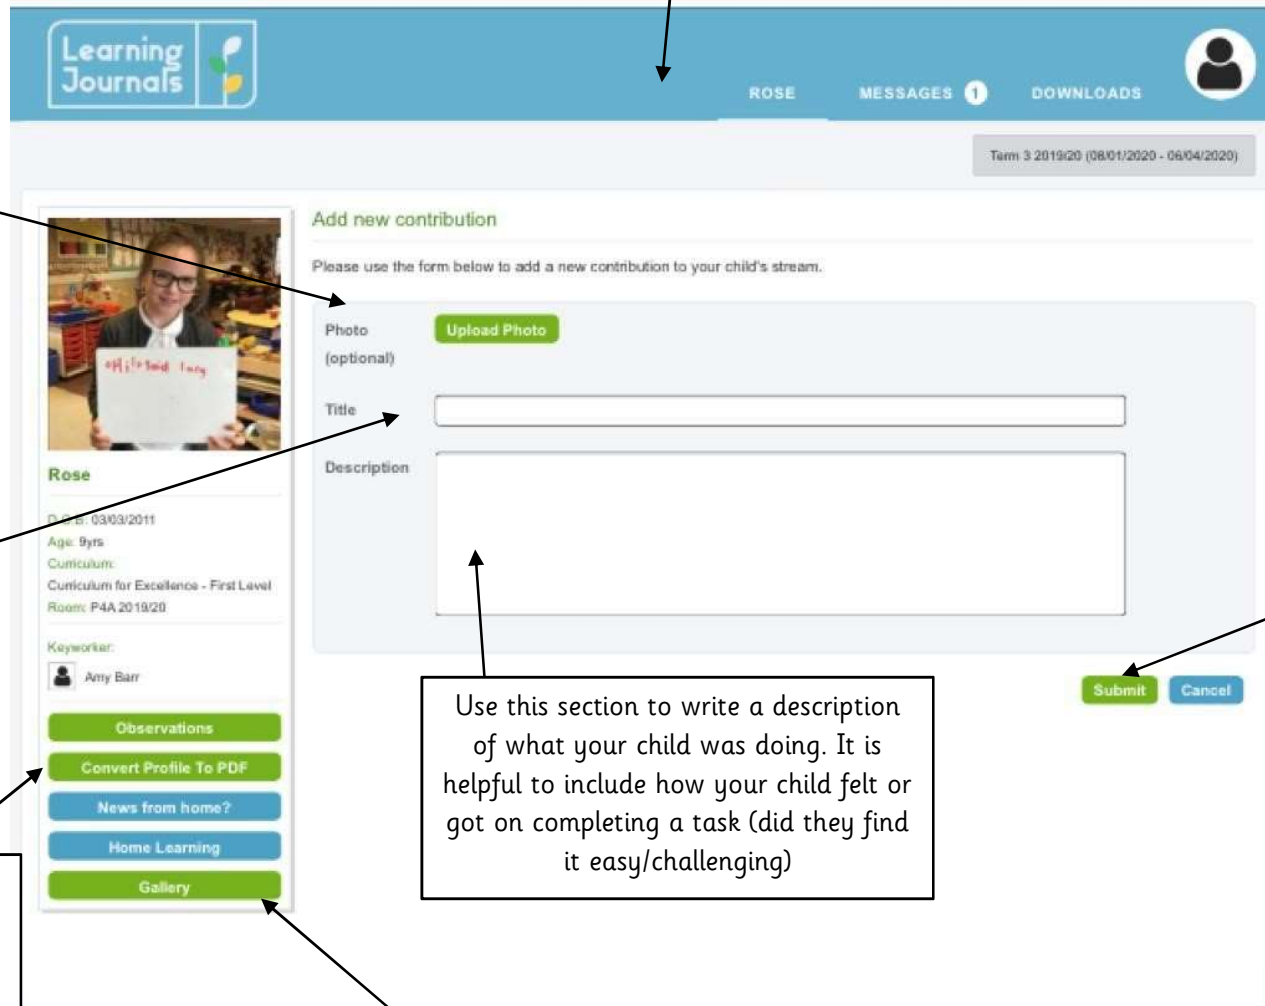 Learning
Journals
ROSE
MESSAGES 1
DOWNLOADS
Term 3 2019/20 (08/01/2020 - 06/04/2020)
Add new contribution
Please use the form below to add a new contribution to your child's stream.
Photo
(optional)
Upload Photo
Title
Description
Rose
D.O.B: 03/03/2011
Age: 9yrs
Curriculum:
Curriculum for Excellence - First Level
Room: P4A 2019/20
Keyworker:
Amy Barr
Observations
Convert Profile To PDF
News from home?
Home Learning
Gallery
Submit
Cancel
Use this section to write a description
of what your child was doing. It is
helpful to include how your child felt or
got on completing a task (did they find
it easy/challenging)